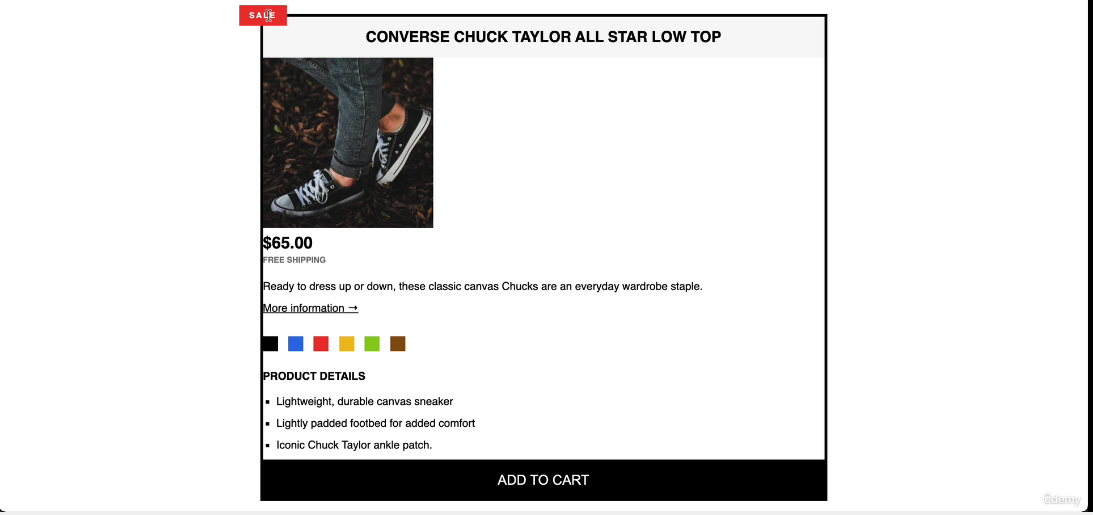 SALE
CONVERSE CHUCK TAYLOR ALL STAR LOW TOP
$65.00
FREE SHIPPING
Ready to dress up or down, these classic canvas Chucks are an everyday wardrobe staple.
More information →
PRODUCT DETAILS
▪ Lightweight, durable canvas sneaker
▪ Lightly padded footbed for added comfort
▪ Iconic Chuck Taylor ankle patch.
ADD TO CART
ûdemy